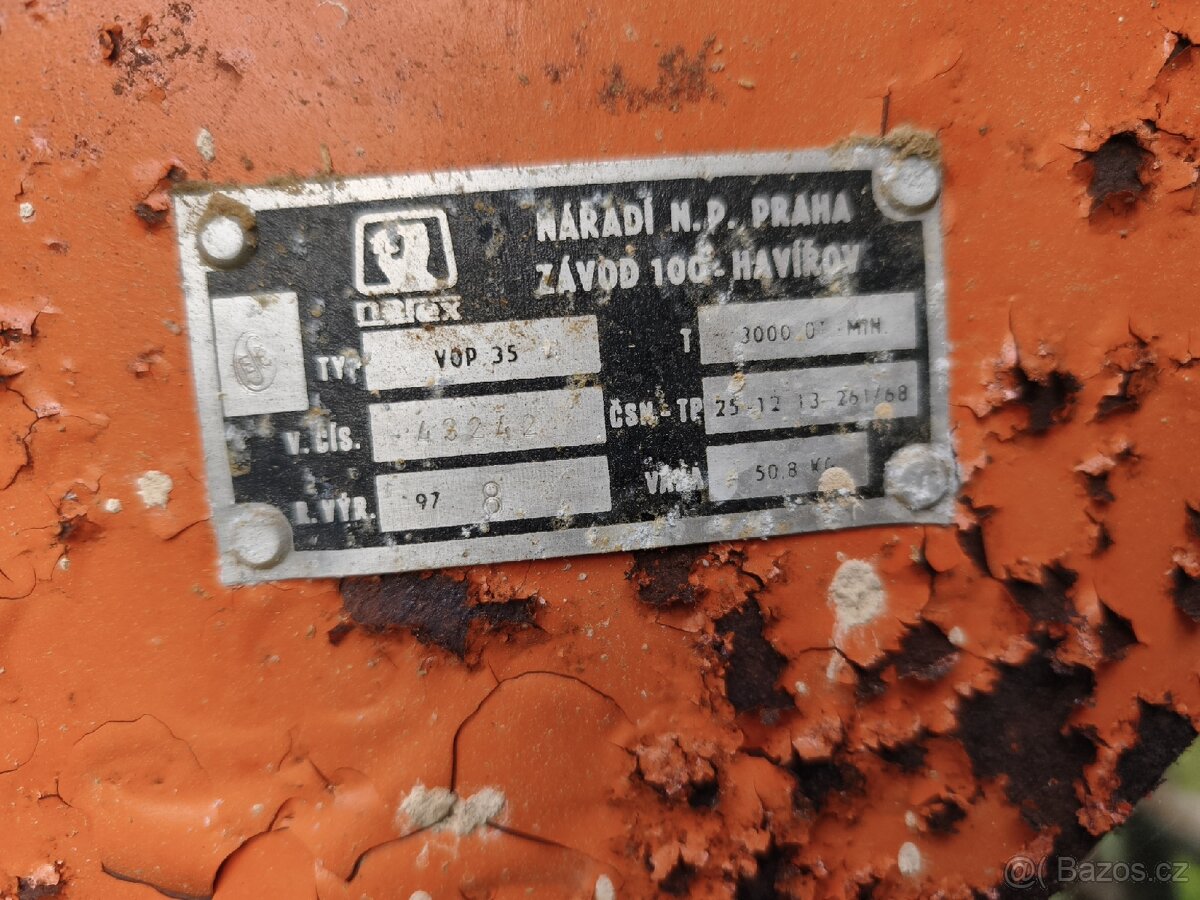 NÁŘADÍ N.P. PRAHA
ZÁVOD 100 - HAVÍŘOV
narex
TYP VOP 35
T 3000 OT MIN.
V. ČÍS. 48242
ČSN.-TP 25-12 13-261/68
R. VÝR. 97 8
VÁHA 50,8 KG
Bazos.cz